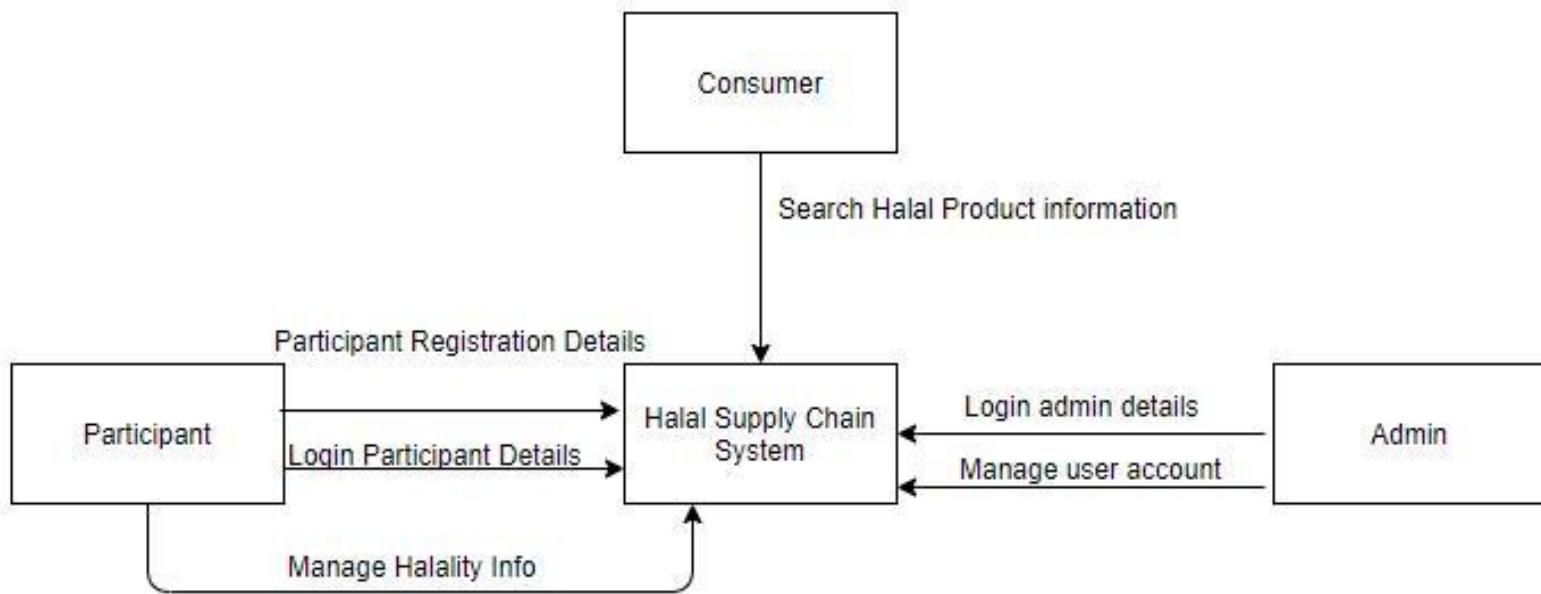 Consumer
Search Halal Product information
Participant Registration Details
Participant
Login Participant Details
Halal Supply Chain
System
Login admin details
Manage user account
Admin
Manage Halality Info